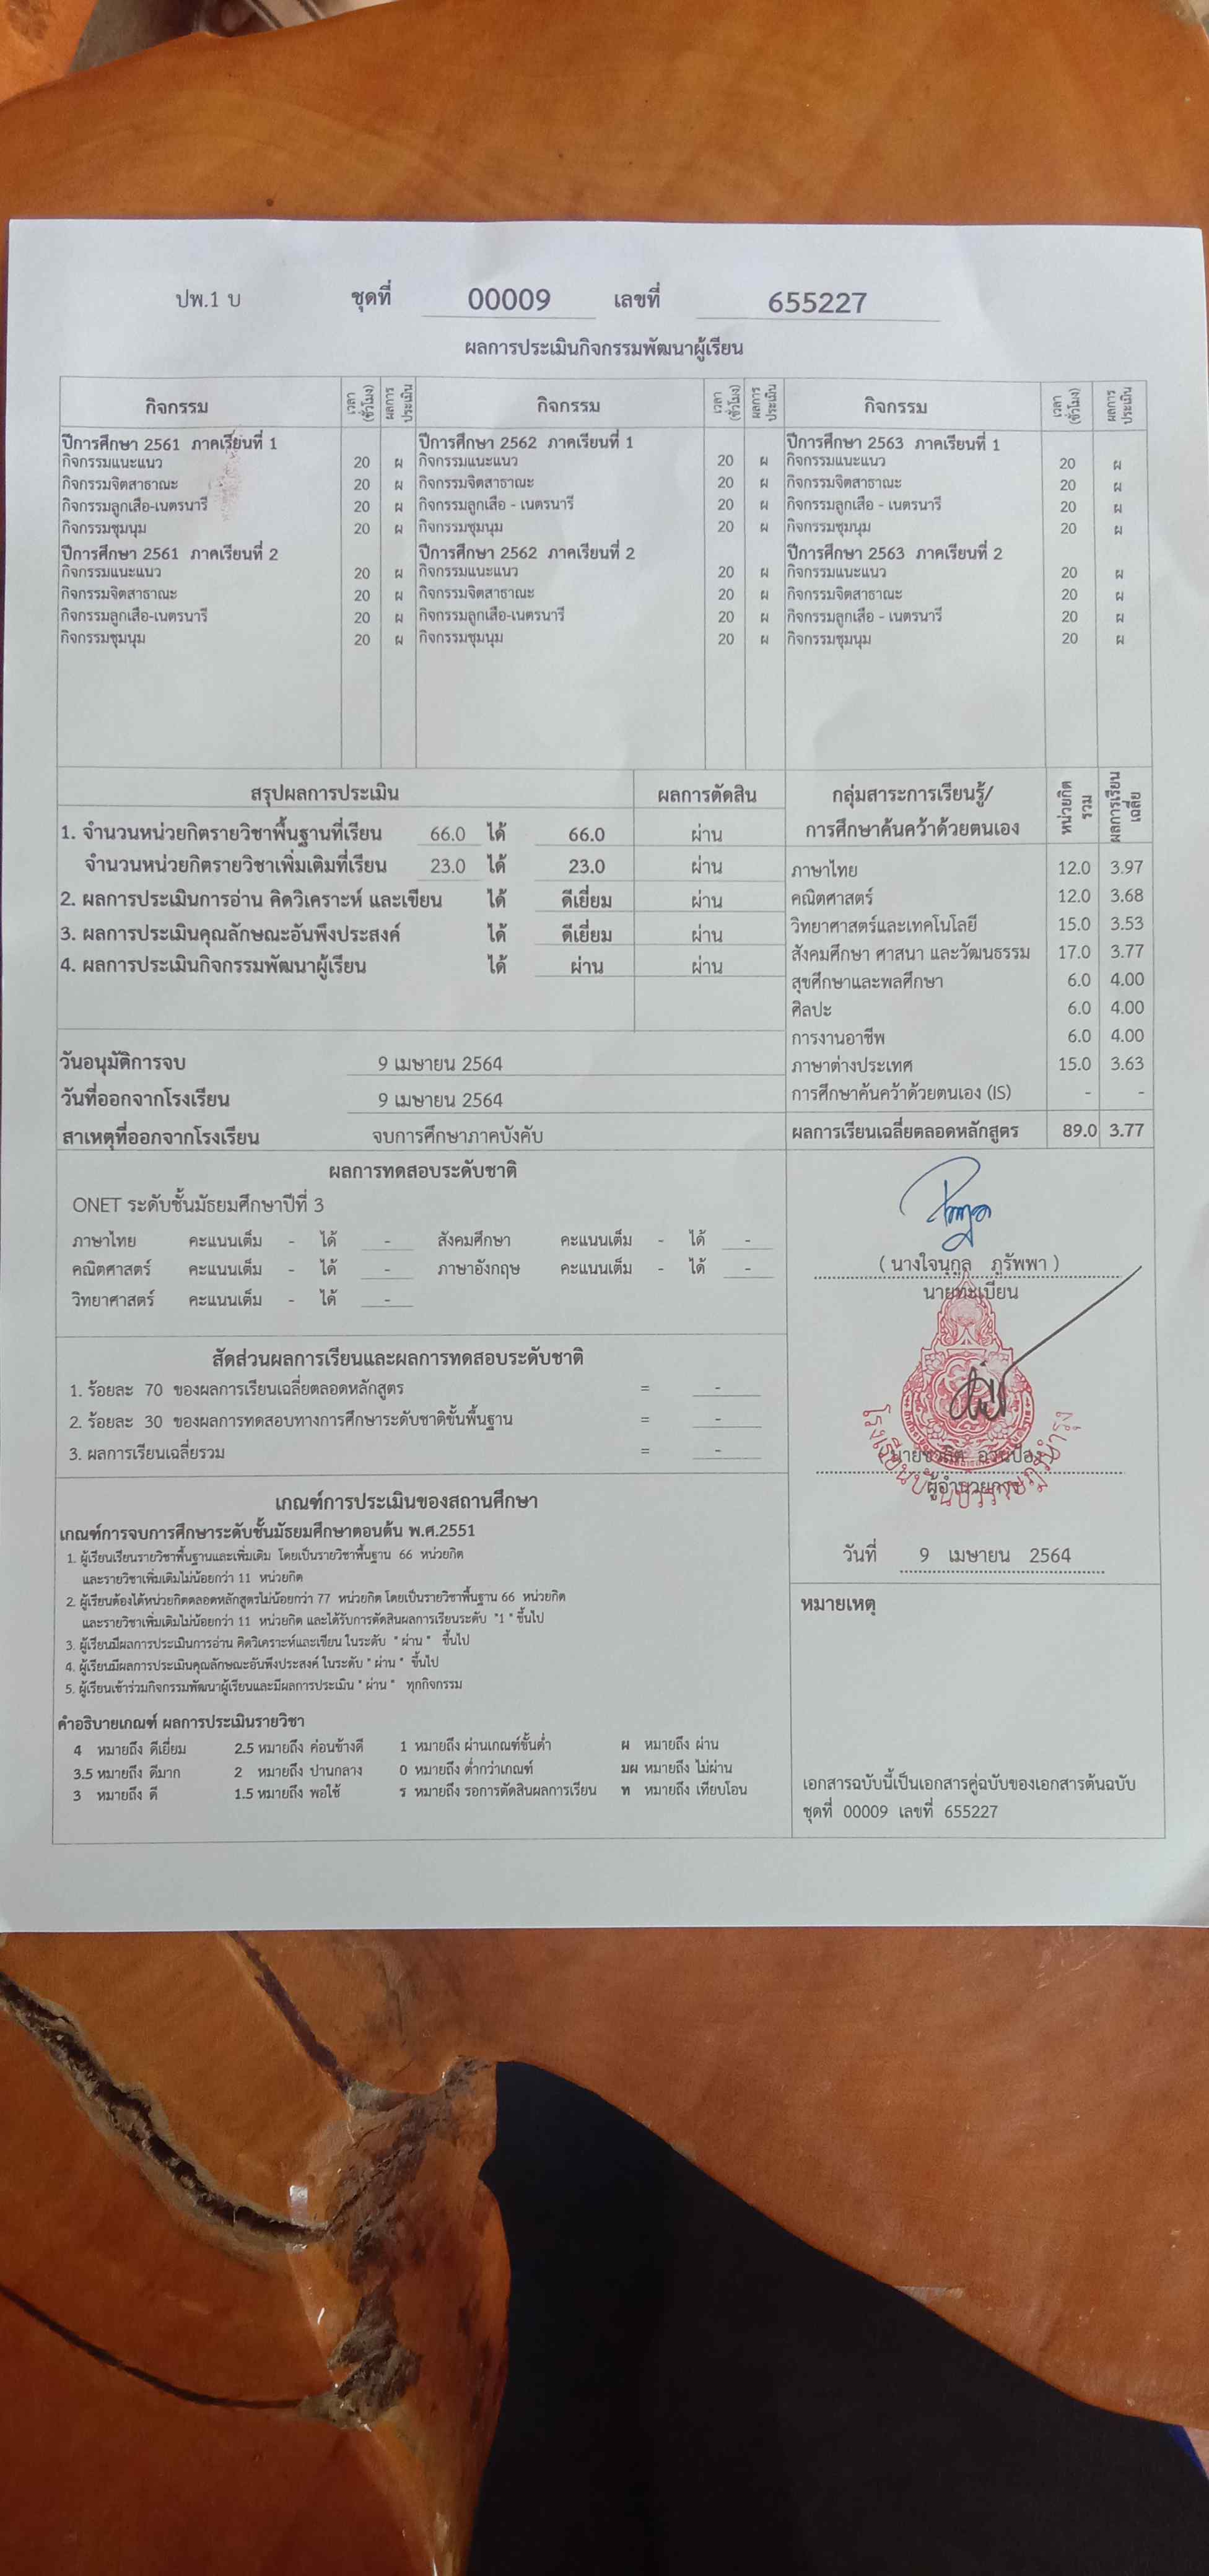 ปพ.1 บ ชุดที่ 00009 เลขที่ 655227
ผลการประเมินกิจกรรมพัฒนาผู้เรียน
กิจกรรม เวลา (ชั่วโมง) ผลการประเมิน กิจกรรม เวลา (ชั่วโมง) ผลการประเมิน กิจกรรม เวลา (ชั่วโมง) ผลการประเมิน
ปีการศึกษา 2561 ภาคเรียนที่ 1 ปีการศึกษา 2562 ภาคเรียนที่ 1 ปีการศึกษา 2563 ภาคเรียนที่ 1
กิจกรรมแนะแนว 20 ผ กิจกรรมแนะแนว 20 ผ กิจกรรมแนะแนว 20 ผ
กิจกรรมจิตสาธาณะ 20 ผ กิจกรรมจิตสาธาณะ 20 ผ กิจกรรมจิตสาธาณะ 20 ผ
กิจกรรมลูกเสือ-เนตรนารี 20 ผ กิจกรรมลูกเสือ - เนตรนารี 20 ผ กิจกรรมลูกเสือ - เนตรนารี 20 ผ
กิจกรรมชุมนุม 20 ผ กิจกรรมชุมนุม 20 ผ กิจกรรมชุมนุม 20 ผ
ปีการศึกษา 2561 ภาคเรียนที่ 2 ปีการศึกษา 2562 ภาคเรียนที่ 2 ปีการศึกษา 2563 ภาคเรียนที่ 2
กิจกรรมแนะแนว 20 ผ กิจกรรมแนะแนว 20 ผ กิจกรรมแนะแนว 20 ผ
กิจกรรมจิตสาธาณะ 20 ผ กิจกรรมจิตสาธาณะ 20 ผ กิจกรรมจิตสาธาณะ 20 ผ
กิจกรรมลูกเสือ-เนตรนารี 20 ผ กิจกรรมลูกเสือ-เนตรนารี 20 ผ กิจกรรมลูกเสือ - เนตรนารี 20 ผ
กิจกรรมชุมนุม 20 ผ กิจกรรมชุมนุม 20 ผ กิจกรรมชุมนุม 20 ผ
สรุปผลการประเมิน ผลการตัดสิน
1. จำนวนหน่วยกิตรายวิชาพื้นฐานที่เรียน 66.0 ได้ 66.0 ผ่าน
จำนวนหน่วยกิตรายวิชาเพิ่มเติมที่เรียน 23.0 ได้ 23.0 ผ่าน
2. ผลการประเมินการอ่าน คิดวิเคราะห์ และเขียน ได้ ดีเยี่ยม ผ่าน
3. ผลการประเมินคุณลักษณะอันพึงประสงค์ ได้ ดีเยี่ยม ผ่าน
4. ผลการประเมินกิจกรรมพัฒนาผู้เรียน ได้ ผ่าน ผ่าน
วันอนุมัติการจบ 9 เมษายน 2564
วันที่ออกจากโรงเรียน 9 เมษายน 2564
สาเหตุที่ออกจากโรงเรียน จบการศึกษาภาคบังคับ
กลุ่มสาระการเรียนรู้/ หน่วยกิตรวม ผลการเรียนเฉลี่ย
การศึกษาค้นคว้าด้วยตนเอง
ภาษาไทย 12.0 3.97
คณิตศาสตร์ 12.0 3.68
วิทยาศาสตร์และเทคโนโลยี 15.0 3.53
สังคมศึกษา ศาสนา และวัฒนธรรม 17.0 3.77
สุขศึกษาและพลศึกษา 6.0 4.00
ศิลปะ 6.0 4.00
การงานอาชีพ 6.0 4.00
ภาษาต่างประเทศ 15.0 3.63
การศึกษาค้นคว้าด้วยตนเอง (IS) - -
ผลการเรียนเฉลี่ยตลอดหลักสูตร 89.0 3.77
ผลการทดสอบระดับชาติ
ONET ระดับชั้นมัธยมศึกษาปีที่ 3
ภาษาไทย คะแนนเต็ม - ได้ - สังคมศึกษา คะแนนเต็ม - ได้ -
คณิตศาสตร์ คะแนนเต็ม - ได้ - ภาษาอังกฤษ คะแนนเต็ม - ได้ -
วิทยาศาสตร์ คะแนนเต็ม - ได้ -
สัดส่วนผลการเรียนและผลการทดสอบระดับชาติ
1. ร้อยละ 70 ของผลการเรียนเฉลี่ยตลอดหลักสูตร = -
2. ร้อยละ 30 ของผลการทดสอบทางการศึกษาระดับชาติขั้นพื้นฐาน = -
3. ผลการเรียนเฉลี่ยรวม = -
เกณฑ์การประเมินของสถานศึกษา
เกณฑ์การจบการศึกษาระดับชั้นมัธยมศึกษาตอนต้น พ.ศ.2551
1. ผู้เรียนเรียนรายวิชาพื้นฐานและเพิ่มเติม โดยเป็นรายวิชาพื้นฐาน 66 หน่วยกิต
และรายวิชาเพิ่มเติมไม่น้อยกว่า 11 หน่วยกิต
2. ผู้เรียนต้องได้หน่วยกิตตลอดหลักสูตรไม่น้อยกว่า 77 หน่วยกิต โดยเป็นรายวิชาพื้นฐาน 66 หน่วยกิต
และรายวิชาเพิ่มเติมไม่น้อยกว่า 11 หน่วยกิต และได้รับการตัดสินผลการเรียนระดับ "1 " ขึ้นไป
3. ผู้เรียนมีผลการประเมินการอ่าน คิดวิเคราะห์และเขียน ในระดับ " ผ่าน " ขึ้นไป
4. ผู้เรียนมีผลการประเมินคุณลักษณะอันพึงประสงค์ ในระดับ " ผ่าน " ขึ้นไป
5. ผู้เรียนเข้าร่วมกิจกรรมพัฒนาผู้เรียนและมีผลการประเมิน " ผ่าน " ทุกกิจกรรม
คำอธิบายเกณฑ์ ผลการประเมินรายวิชา
4 หมายถึง ดีเยี่ยม 2.5 หมายถึง ค่อนข้างดี 1 หมายถึง ผ่านเกณฑ์ขั้นต่ำ ผ หมายถึง ผ่าน
3.5 หมายถึง ดีมาก 2 หมายถึง ปานกลาง 0 หมายถึง ต่ำกว่าเกณฑ์ มผ หมายถึง ไม่ผ่าน
3 หมายถึง ดี 1.5 หมายถึง พอใช้ ร หมายถึง รอการตัดสินผลการเรียน ท หมายถึง เทียบโอน
( นางใจนุกูล ภูรัพพา )
นายทะเบียน
ผู้อำนวยการ
วันที่ 9 เมษายน 2564
หมายเหตุ
เอกสารฉบับนี้เป็นเอกสารคู่ฉบับของเอกสารต้นฉบับ
ชุดที่ 00009 เลขที่ 655227